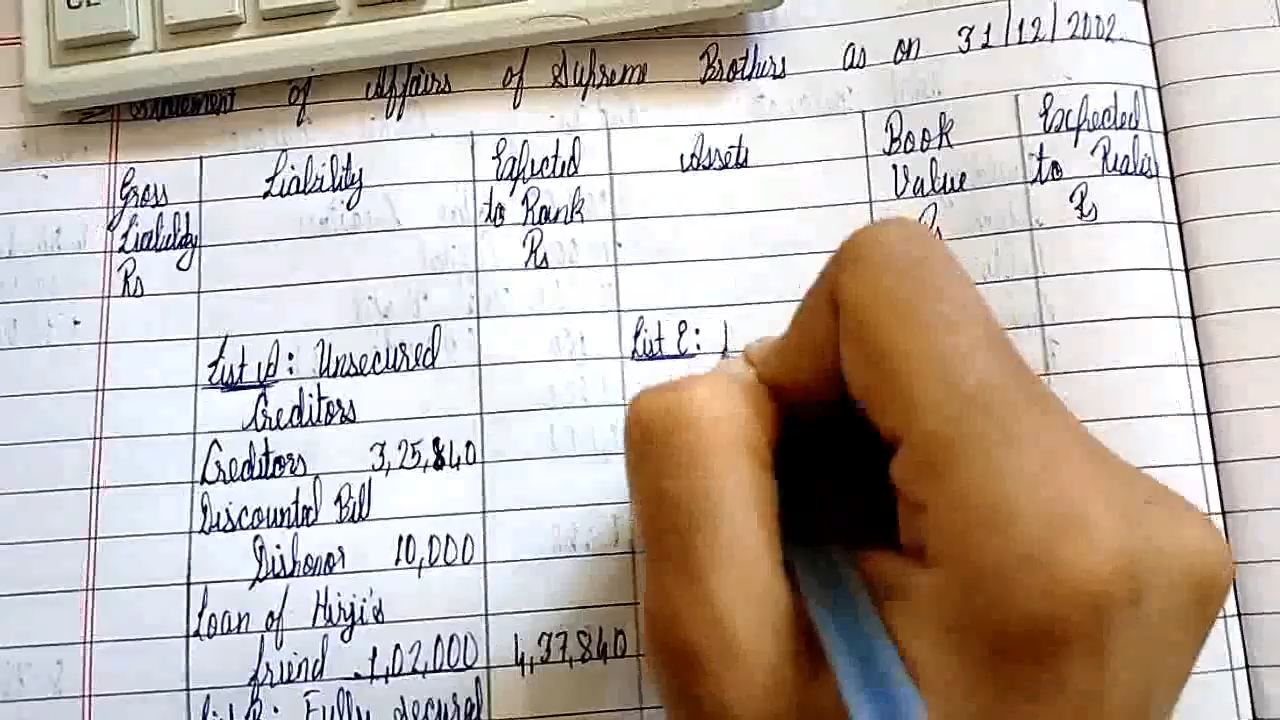 CE
Statement of Affairs of Supreme Brothers as on 31/12/2002
Gross
Liability
Rs
Liability
Expected
to Rank
Rs
Assets
Book
Value
Rs
Expected
to Realis
Rs
List A: Unsecured
Creditors
Creditors 3,25,840
Discounted Bill
Dishonor 10,000
Loan of Hirji's
friend 1,02,000 4,37,840
List B: Fully secured
List E: